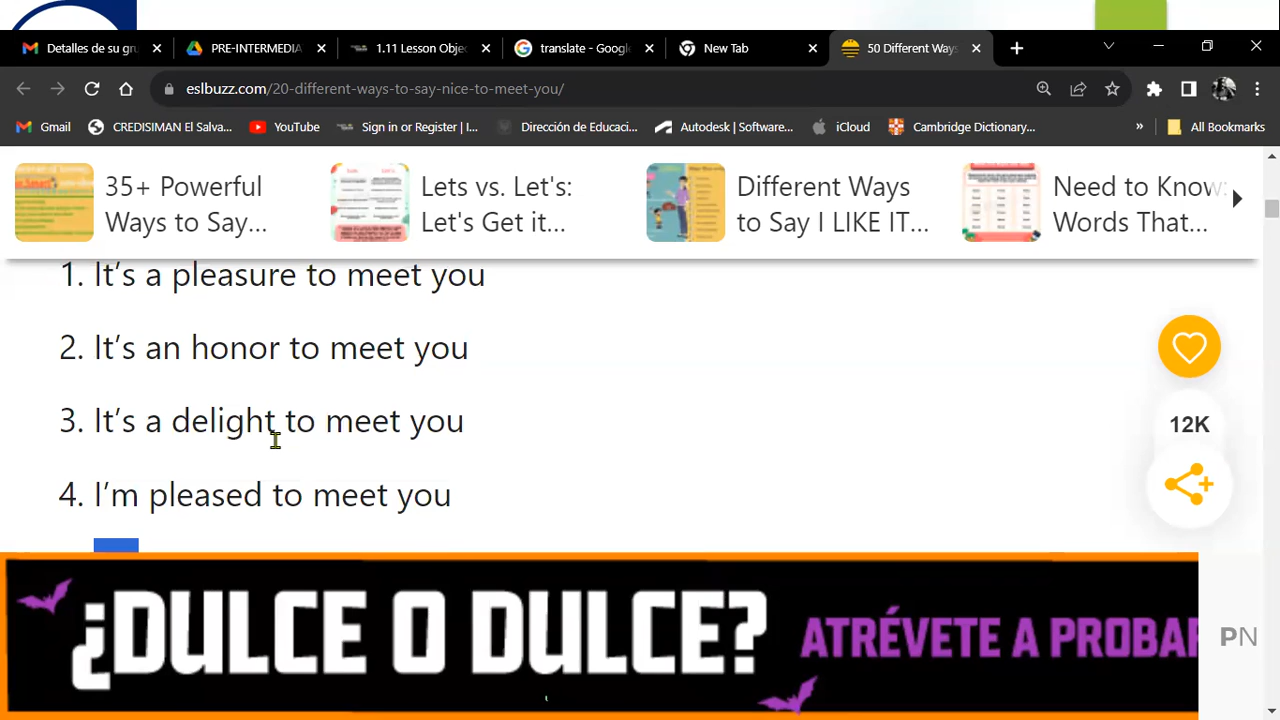 Detalles de su gru
PRE-INTERMEDIA
1.11 Lesson Obje
translate - Google
New Tab
50 Different Ways
eslbuzz.com/20-different-ways-to-say-nice-to-meet-you/
Gmail
CREDISIMAN El Salva...
YouTube
Sign in or Register | I...
Dirección de Educaci...
Autodesk | Software...
iCloud
Cambridge Dictionary...
»
All Bookmarks
35+ Powerful
Ways to Say...
Lets vs. Let's:
Let's Get it...
Different Ways
to Say I LIKE IT...
Need to Know:
Words That...
1. It’s a pleasure to meet you
2. It’s an honor to meet you
3. It’s a delight to meet you
4. I’m pleased to meet you
12K
¿DULCE O DULCE?
ATRÉVETE A PROBAR
PN